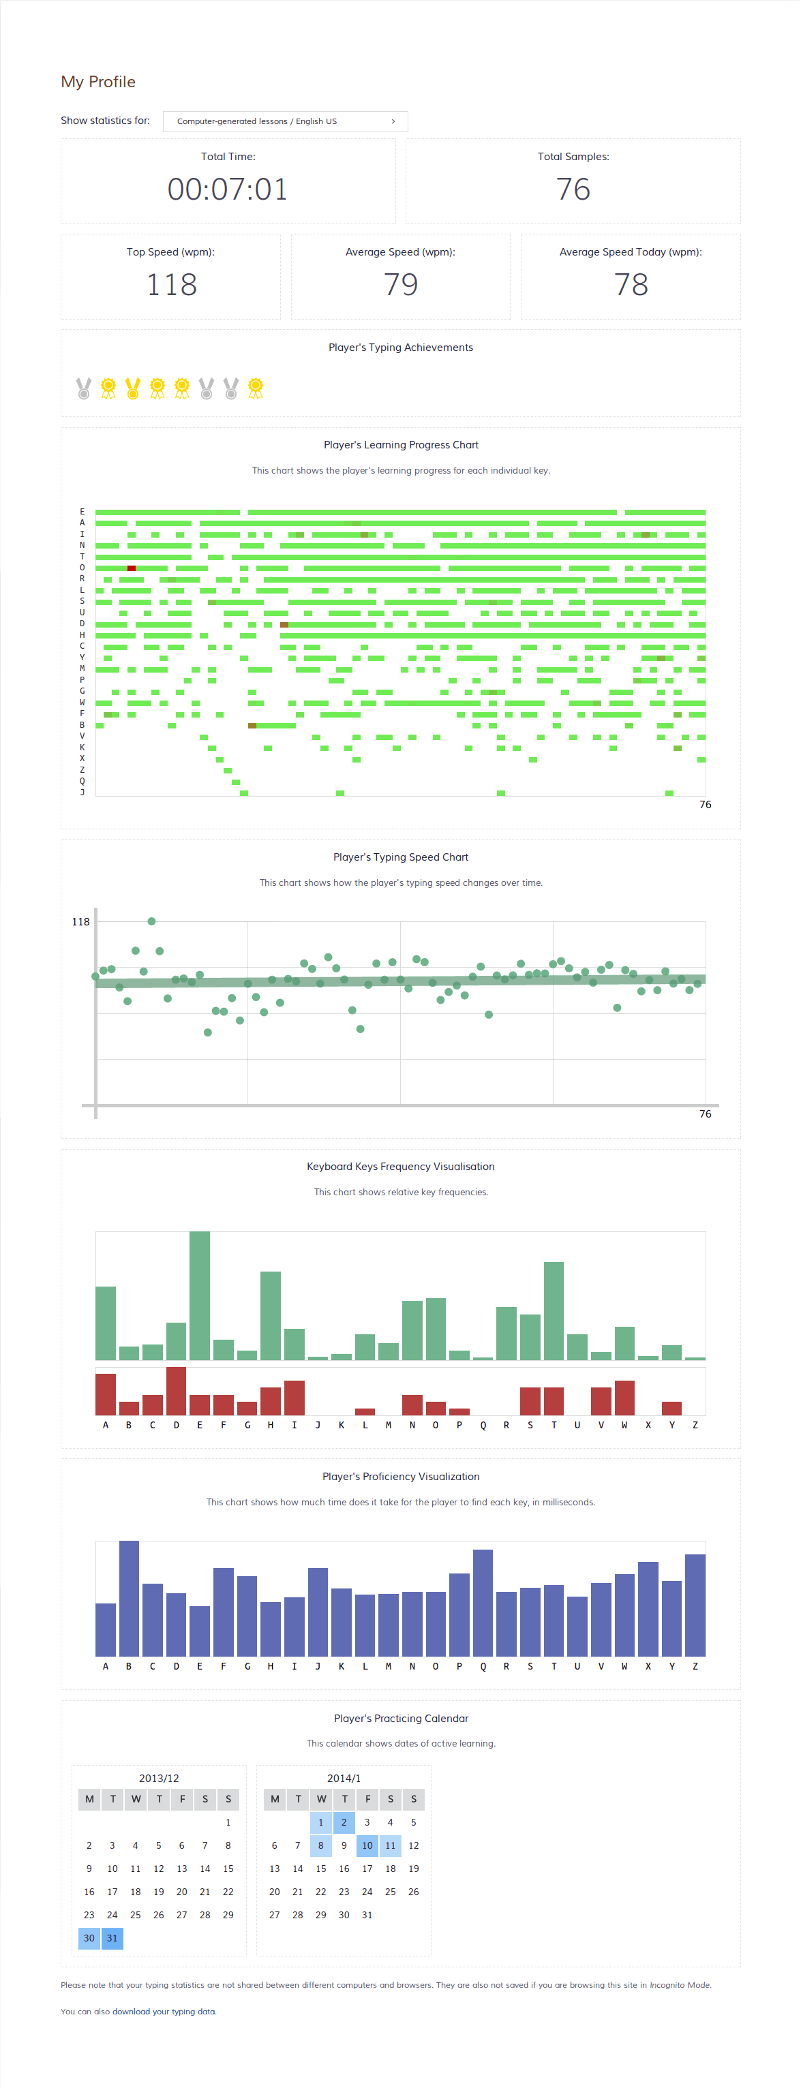 My Profile
Show statistics for: Computer-generated lessons / English US
Total Time: Total Samples:
00:07:01 76
Top Speed (wpm): Average Speed (wpm): Average Speed Today (wpm):
118 79 78
Player's Typing Achievements
Player's Learning Progress Chart
This chart shows the player's learning progress for each individual key.
E
A
I
N
T
O
R
L
S
U
D
H
C
Y
M
P
G
W
F
B
V
K
X
Z
Q
J
76
Player's Typing Speed Chart
This chart shows how the player's typing speed changes over time.
118
76
Keyboard Keys Frequency Visualisation
This chart shows relative key frequencies.
A B C D E F G H I J K L M N O P Q R S T U V W X Y Z
Player's Proficiency Visualization
This chart shows how much time does it take for the player to find each key, in milliseconds.
A B C D E F G H I J K L M N O P Q R S T U V W X Y Z
Player's Practicing Calendar
This calendar shows dates of active learning.
2013/12
M T W T F S S
1
2 3 4 5 6 7 8
9 10 11 12 13 14 15
16 17 18 19 20 21 22
23 24 25 26 27 28 29
30 31
2014/1
M T W T F S S
1 2 3 4 5
6 7 8 9 10 11 12
13 14 15 16 17 18 19
20 21 22 23 24 25 26
27 28 29 30 31
Please note that your typing statistics are not shared between different computers and browsers. They are also not saved if you are browsing this site in Incognito Mode.
You can also download your typing data.